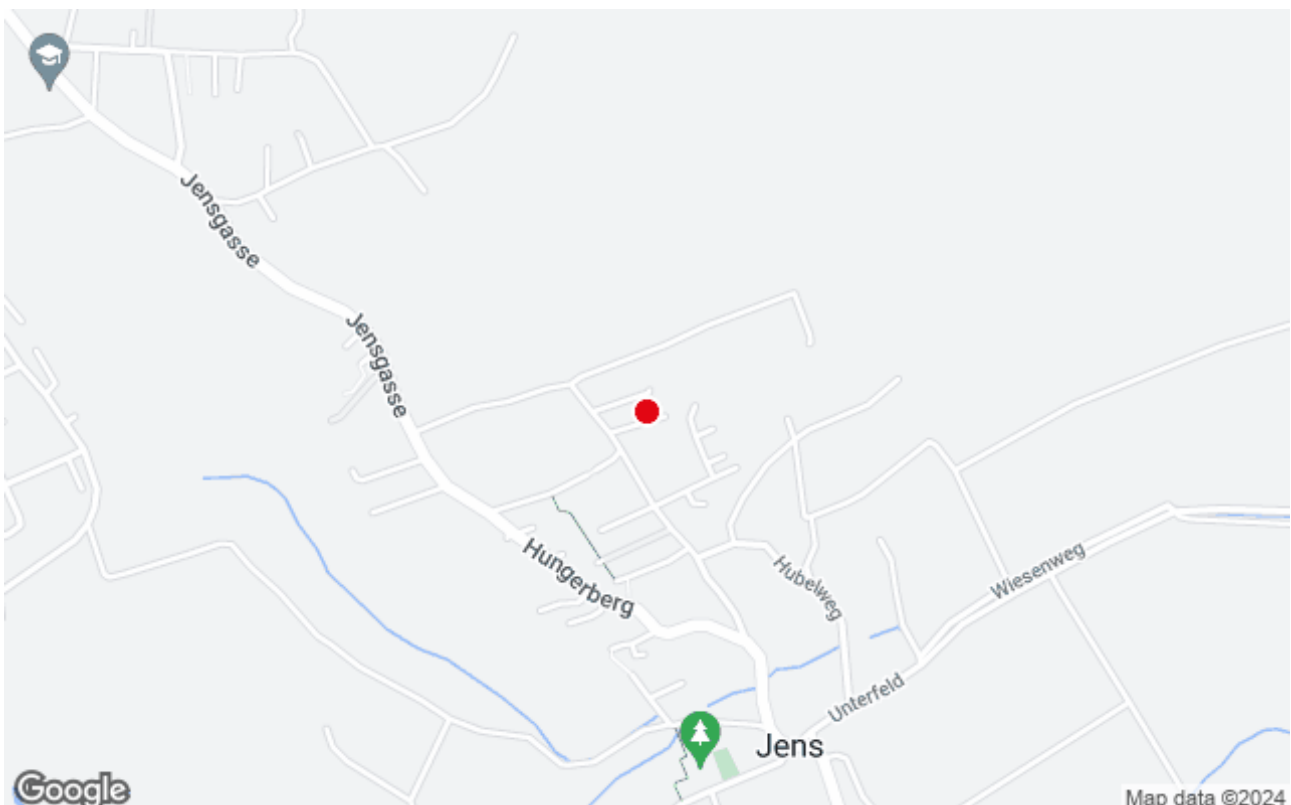 Jensgasse
Jensgasse
Hungerberg
Hubelweg
Wiesenweg
Unterfeld
Jens
Google
Map data ©2024